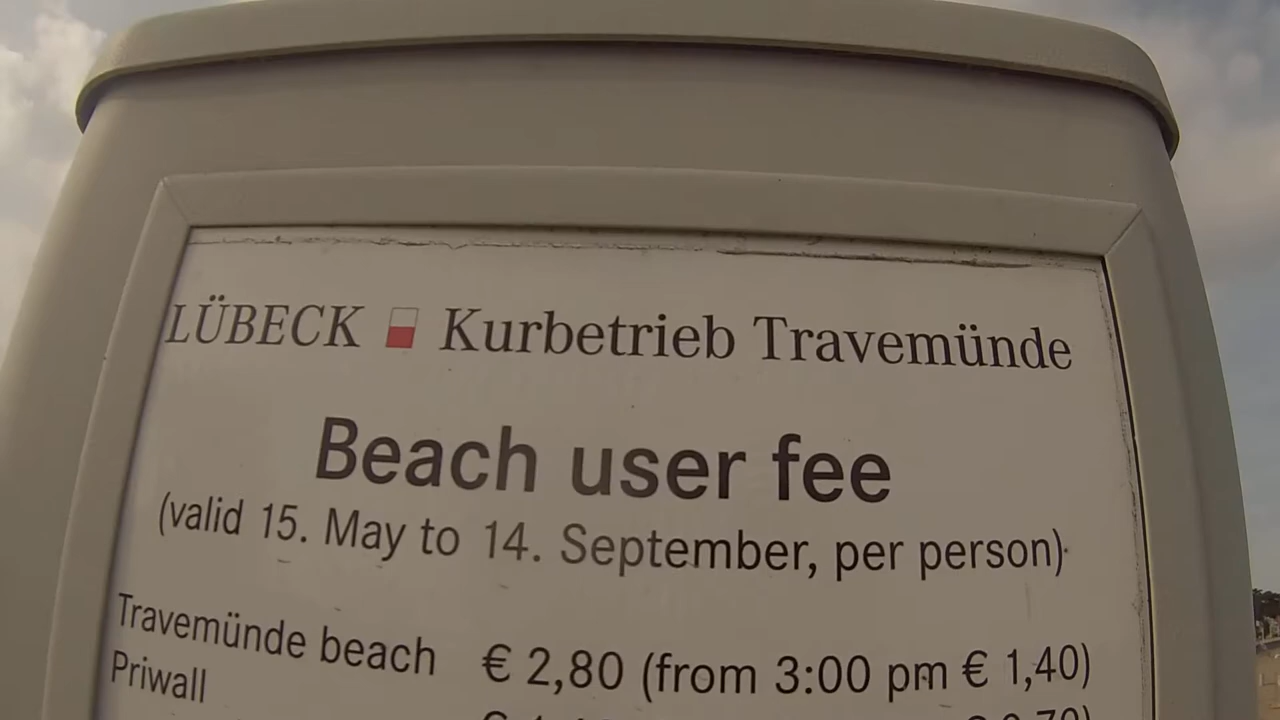 LÜBECK Kurbetrieb Travemünde
Beach user fee
(valid 15. May to 14. September, per person)
Travemünde beach € 2,80 (from 3:00 pm € 1,40)
Priwall